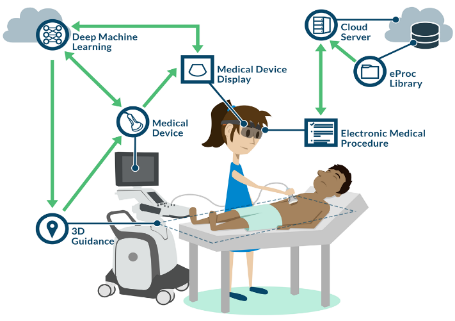 Deep Machine
Learning
Cloud
Server
Medical Device
Display
eProc
Library
Medical
Device
Electronic Medical
Procedure
3D
Guidance